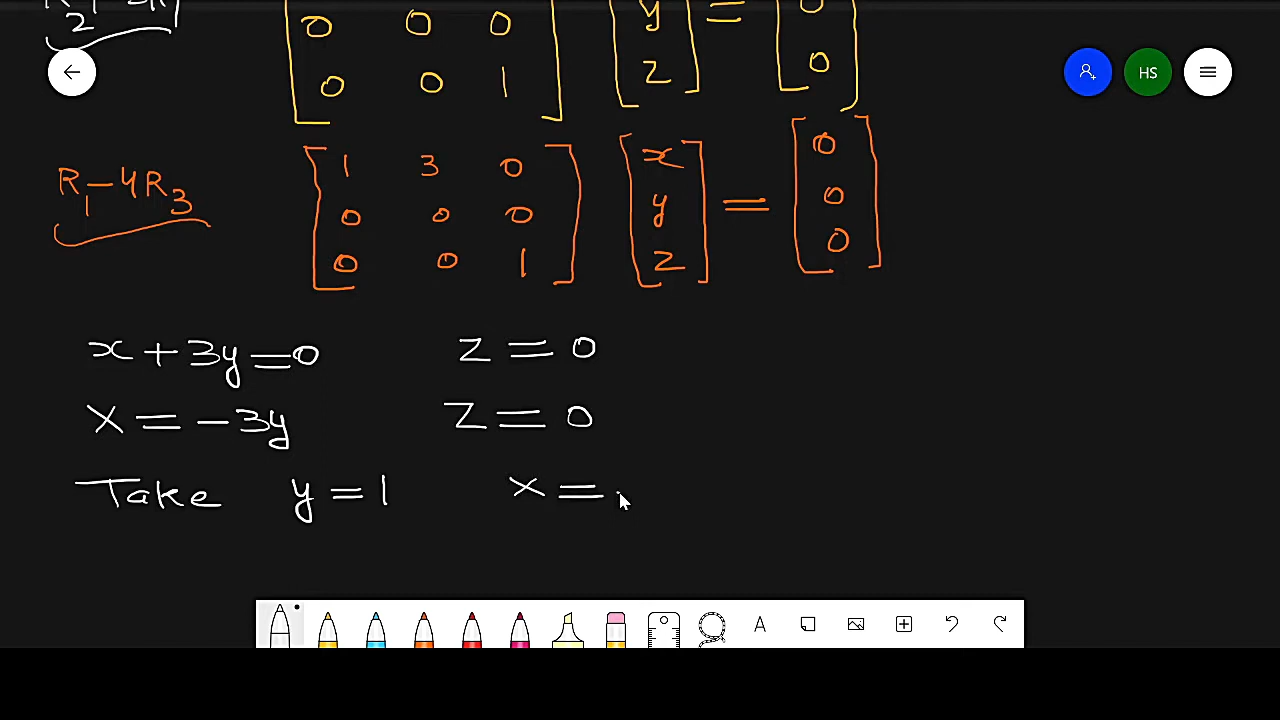 0 0 0 y = 0
0 0 1 z 0
HS
R1-4R3
1 3 0 x 0
0 0 0 y = 0
0 0 1 z 0
x+3y=0 z=0
x=-3y z=0
Take y=1 x=
A